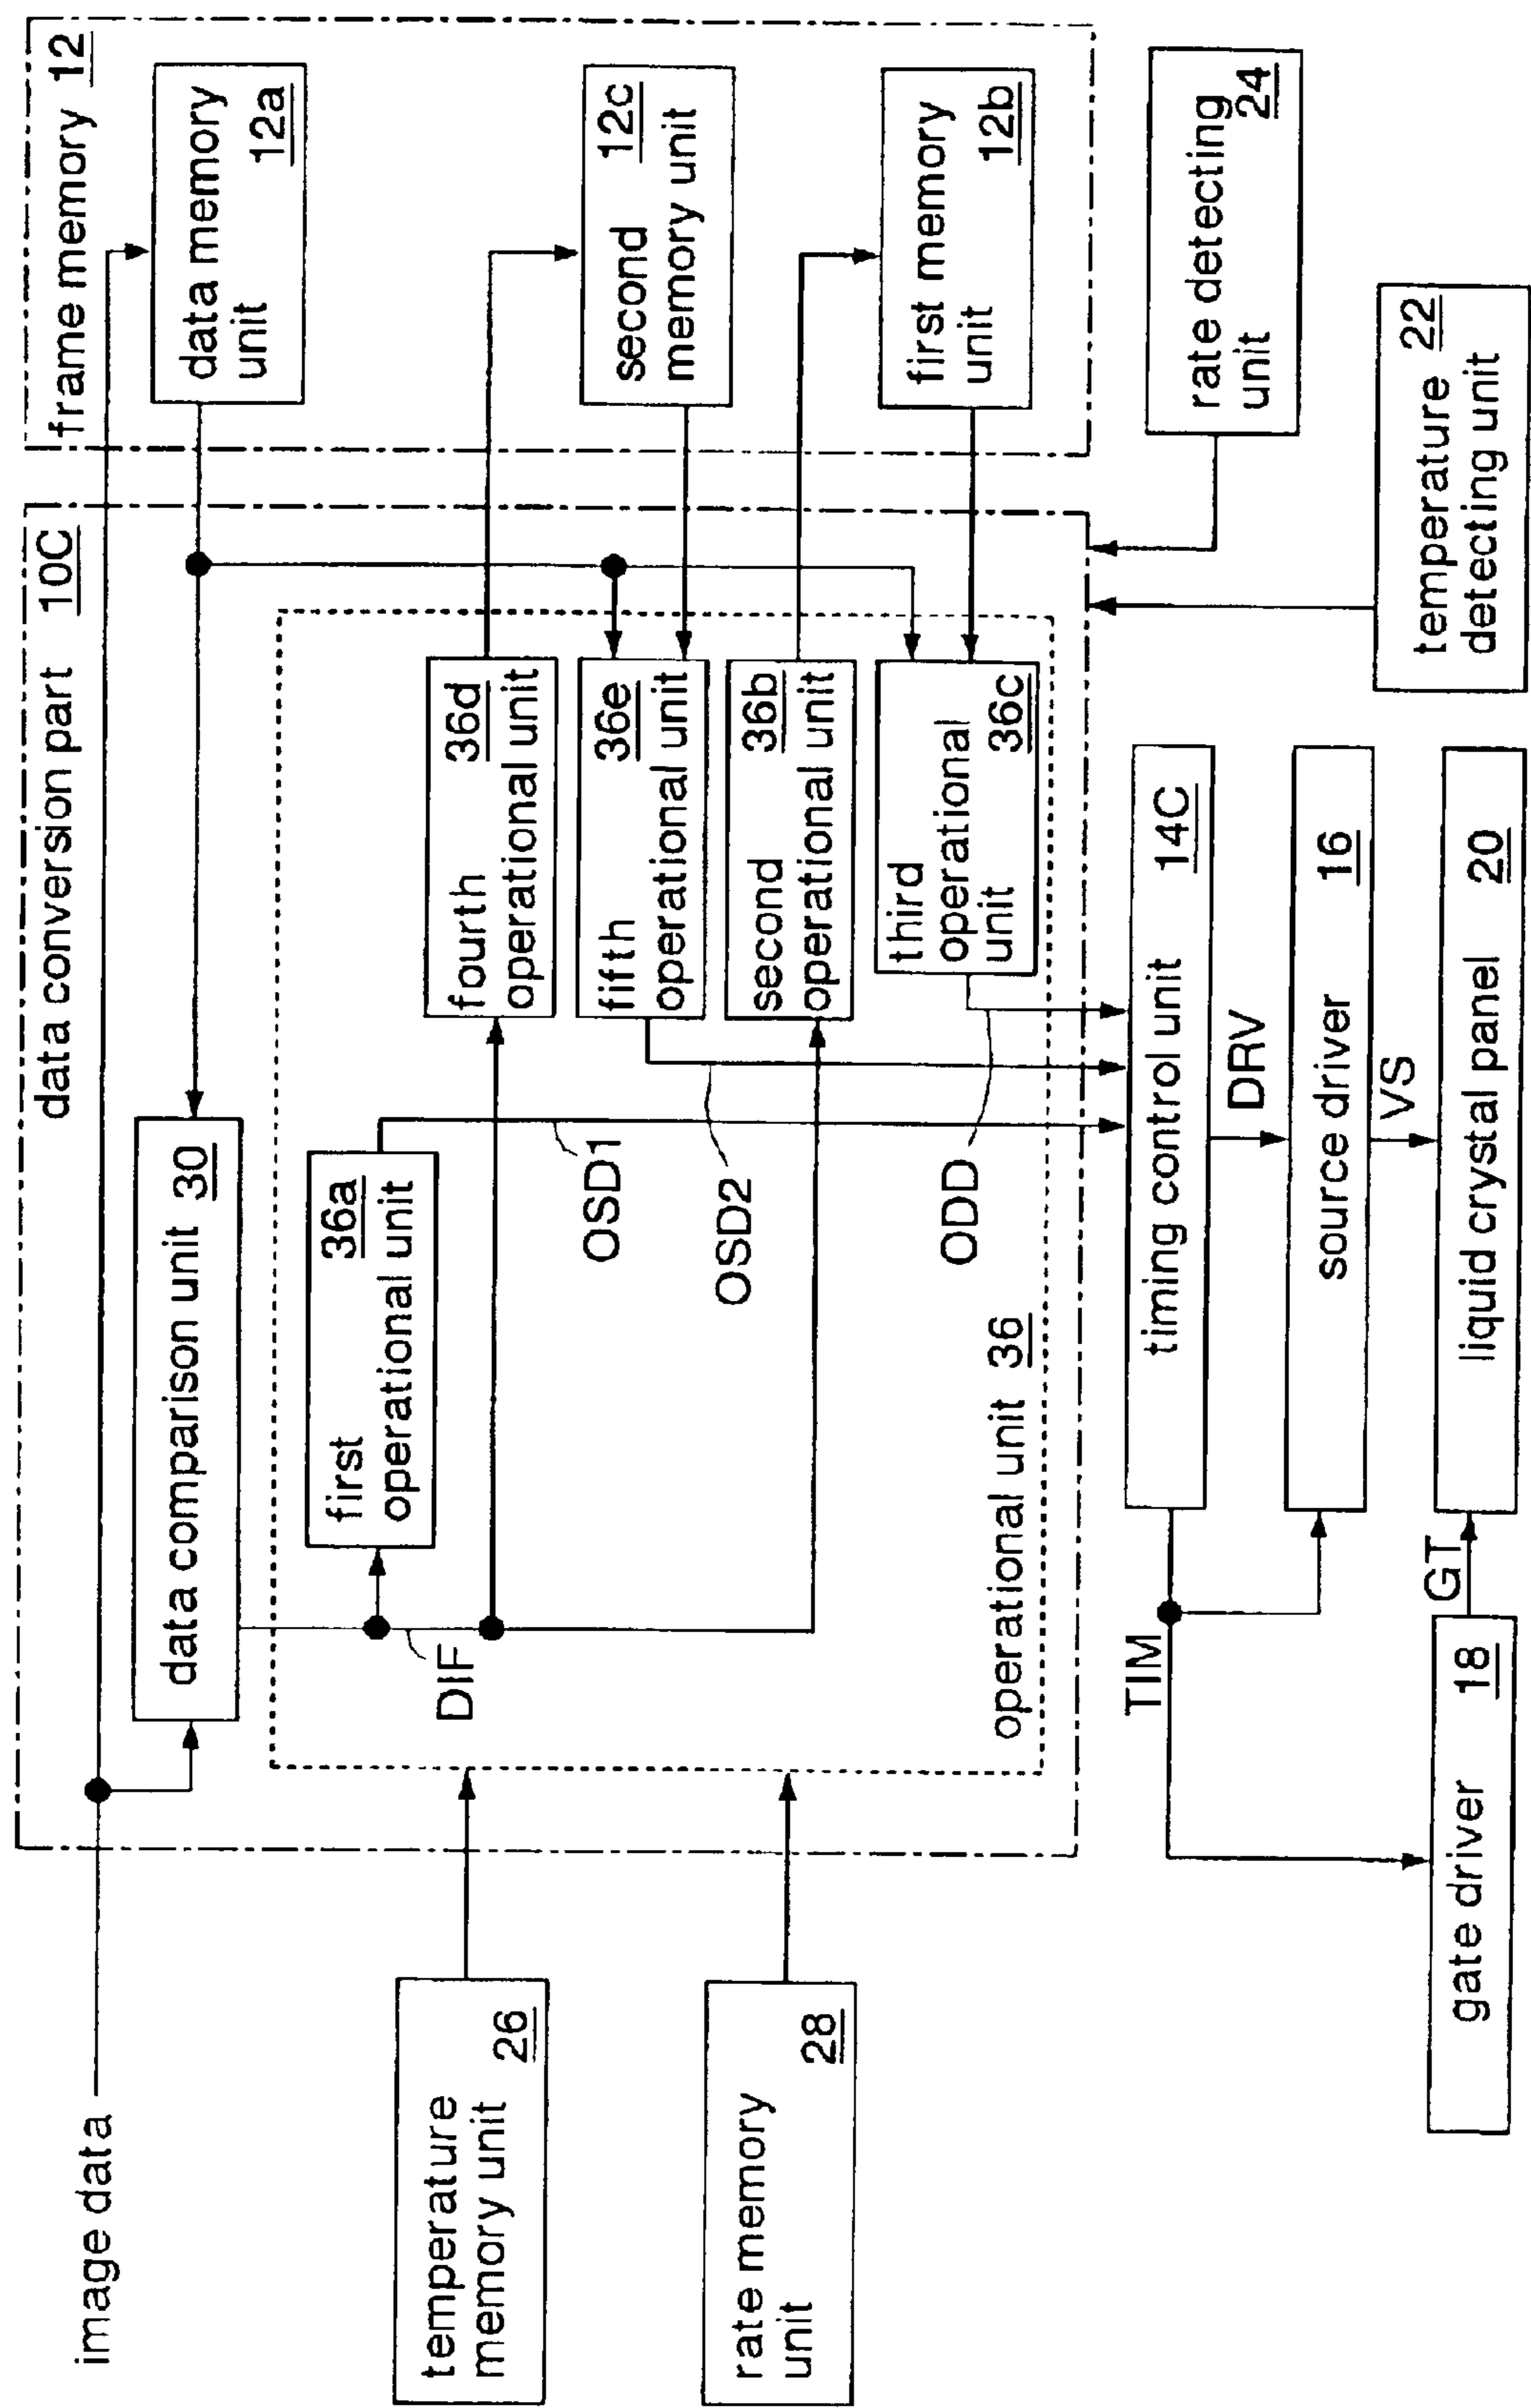 image data
data conversion part 10C
frame memory 12
data memory
unit 12a
data comparison unit 30
first 36a
operational unit
fourth 36d
operational unit
fifth 36e
operational unit
second 36b
operational unit
third
operational
unit 36c
second 12c
memory unit
first memory
unit 12b
DIF
OSD1
OSD2
ODD
operational unit 36
temperature
memory unit 26
rate memory
unit 28
rate detecting
unit 24
temperature 22
detecting unit
timing control unit 14C
TIM
DRV
source driver 16
VS
gate driver 18
GT
liquid crystal panel 20